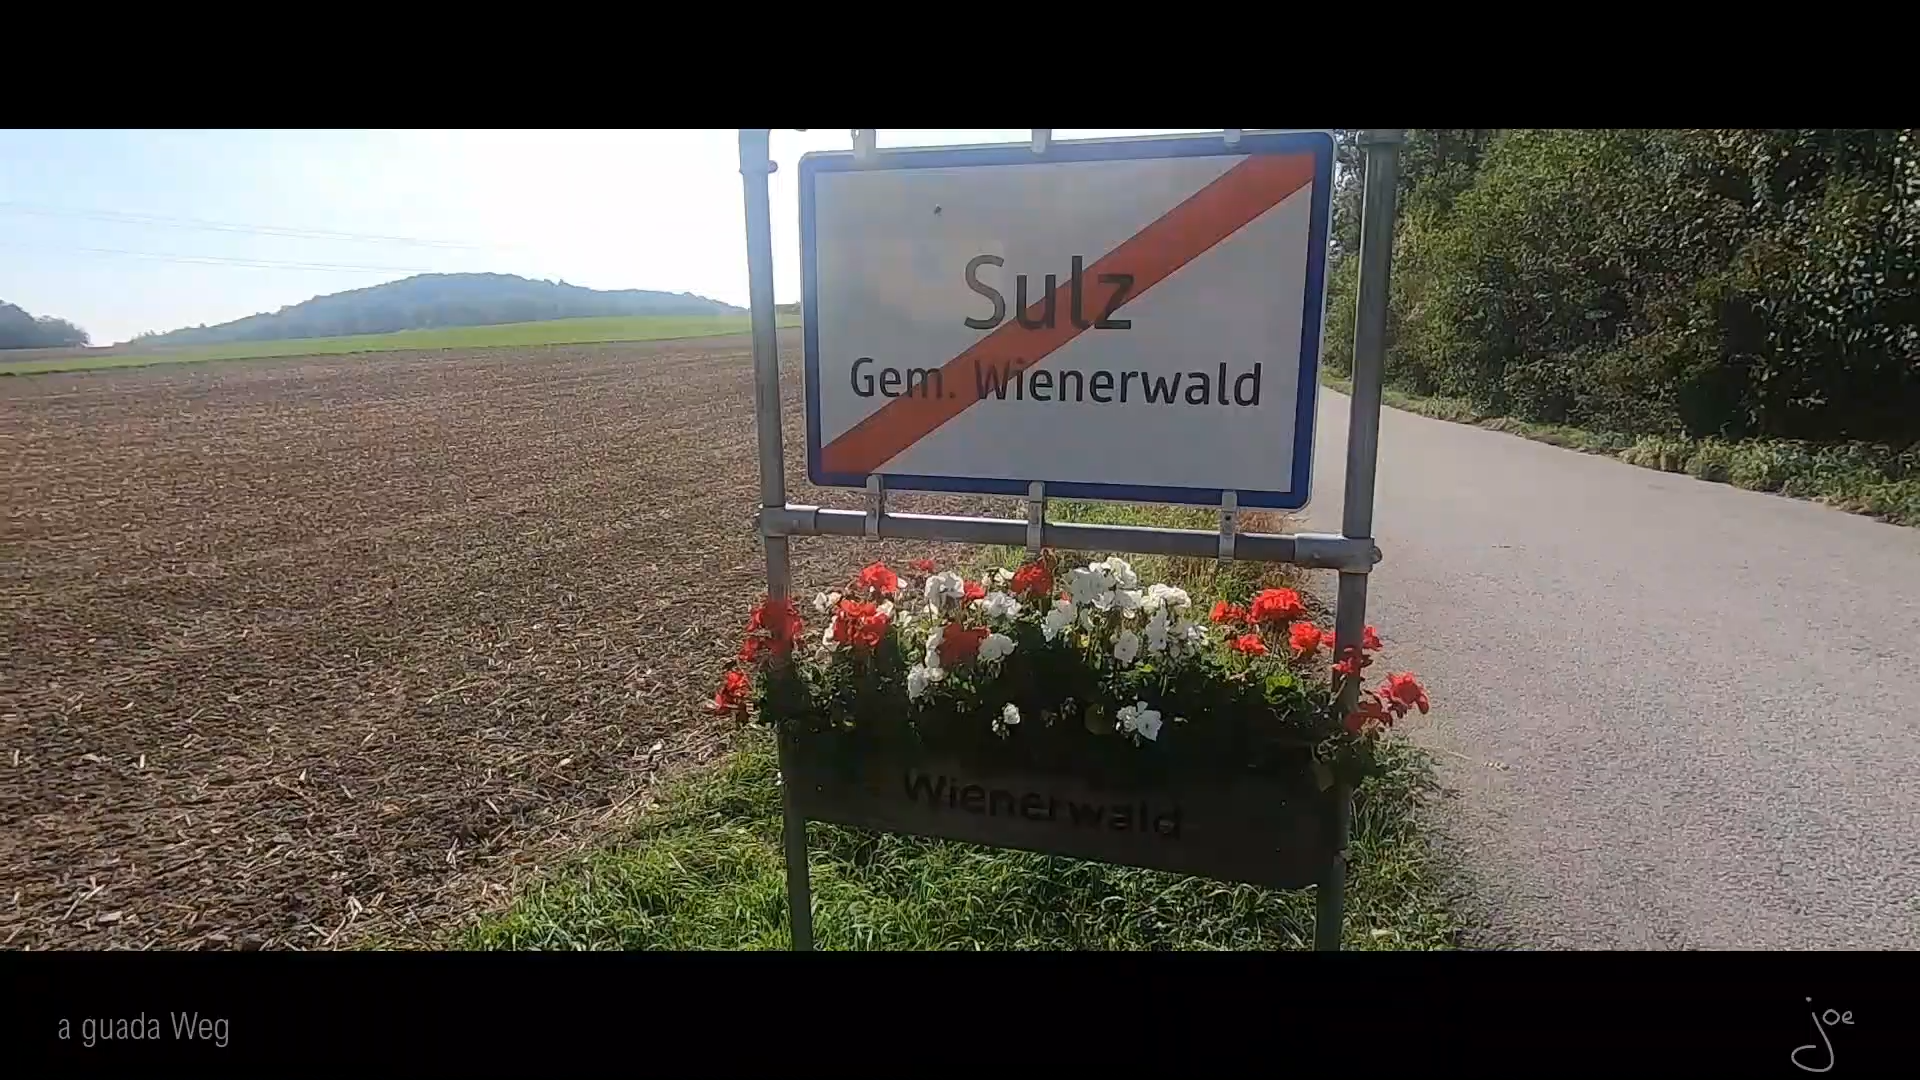 Sulz
Gem. Wienerwald
Wienerwald
a guada Weg
joe